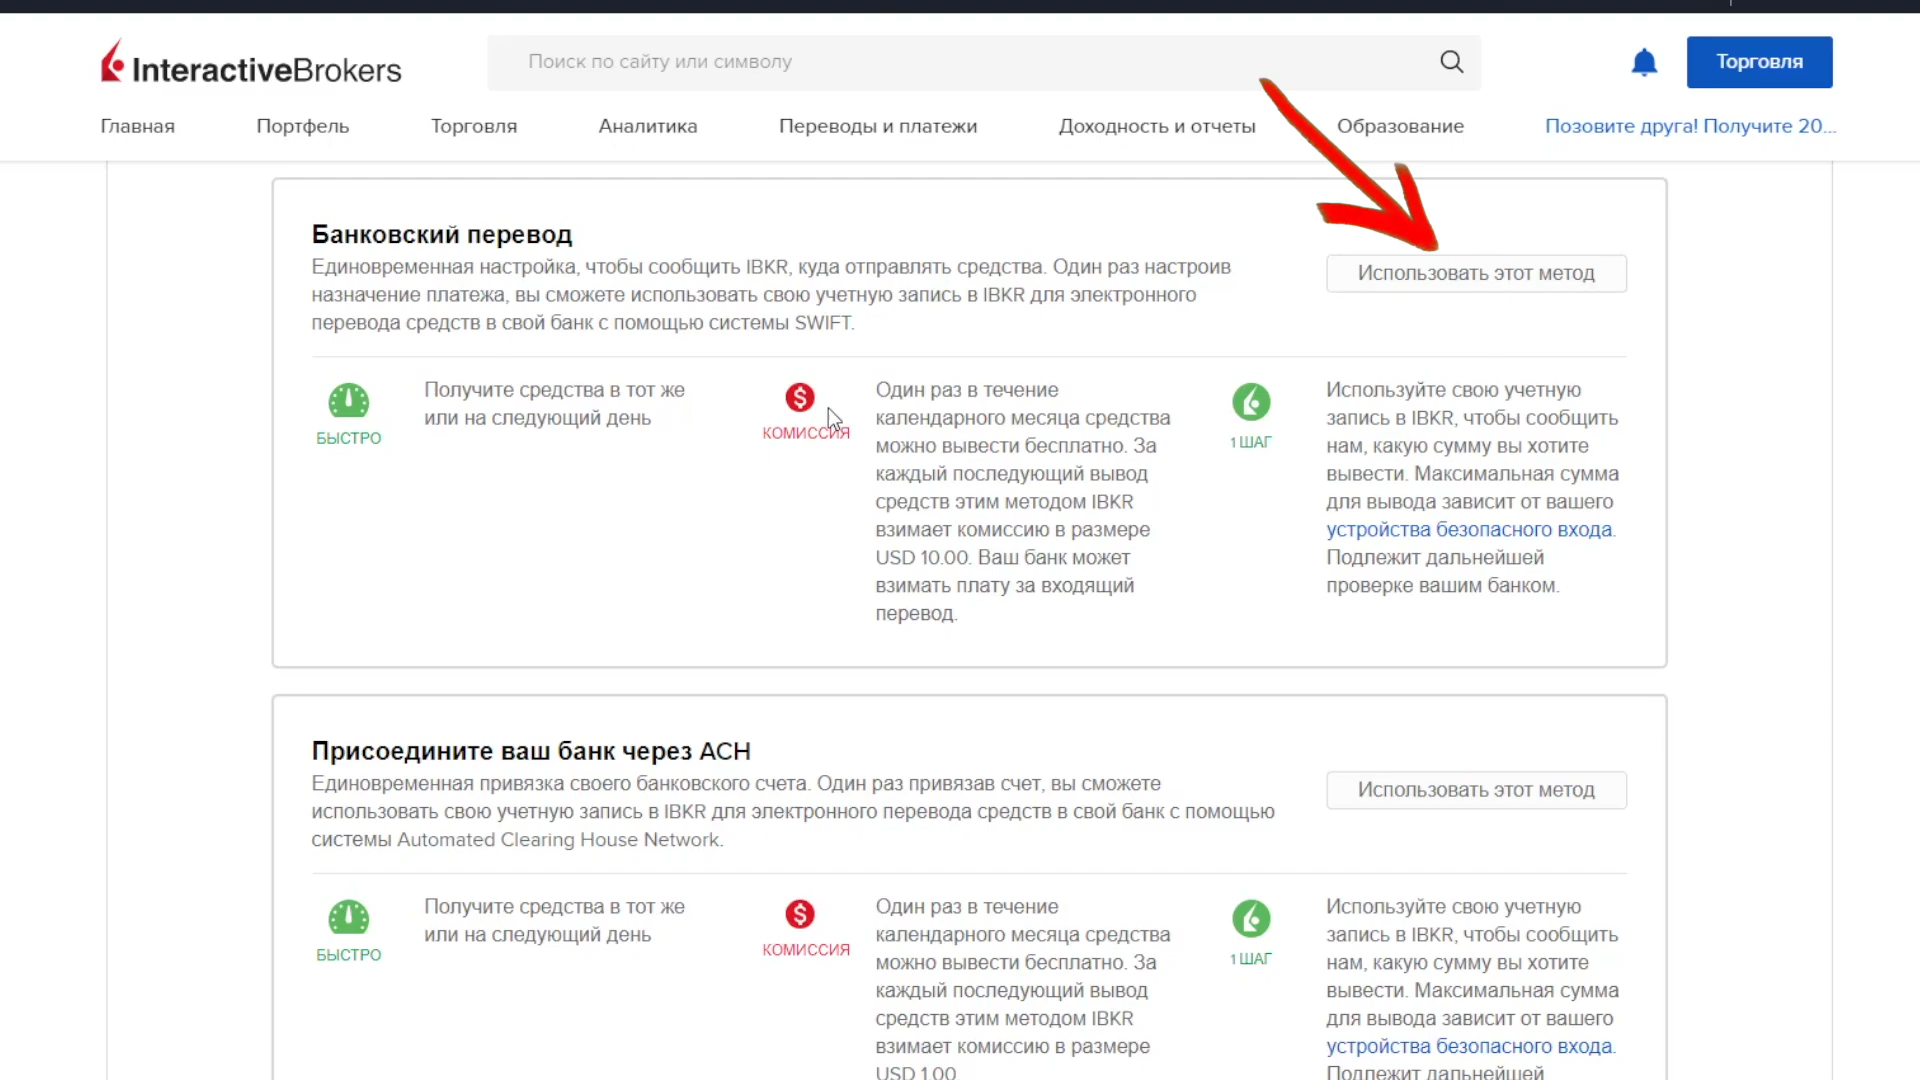 InteractiveBrokers
Поиск по сайту или символу
Торговля
Главная
Портфель
Торговля
Аналитика
Переводы и платежи
Доходность и отчеты
Образование
Позовите друга! Получите 20...
Банковский перевод
Единовременная настройка, чтобы сообщить IBKR, куда отправлять средства. Один раз настроив
назначение платежа, вы сможете использовать свою учетную запись в IBKR для электронного
перевода средств в свой банк с помощью системы SWIFT.
Использовать этот метод
БЫСТРО
Получите средства в тот же
или на следующий день
КОМИССИЯ
Один раз в течение
календарного месяца средства
можно вывести бесплатно. За
каждый последующий вывод
средств этим методом IBKR
взимает комиссию в размере
USD 10.00. Ваш банк может
взимать плату за входящий
перевод.
1 ШАГ
Используйте свою учетную
запись в IBKR, чтобы сообщить
нам, какую сумму вы хотите
вывести. Максимальная сумма
для вывода зависит от вашего
устройства безопасного входа.
Подлежит дальнейшей
проверке вашим банком.
Присоедините ваш банк через ACH
Единовременная привязка своего банковского счета. Один раз привязав счет, вы сможете
использовать свою учетную запись в IBKR для электронного перевода средств в свой банк с помощью
системы Automated Clearing House Network.
Использовать этот метод
БЫСТРО
Получите средства в тот же
или на следующий день
КОМИССИЯ
Один раз в течение
календарного месяца средства
можно вывести бесплатно. За
каждый последующий вывод
средств этим методом IBKR
взимает комиссию в размере
USD 1.00.
1 ШАГ
Используйте свою учетную
запись в IBKR, чтобы сообщить
нам, какую сумму вы хотите
вывести. Максимальная сумма
для вывода зависит от вашего
устройства безопасного входа.
Подлежит дальнейшей